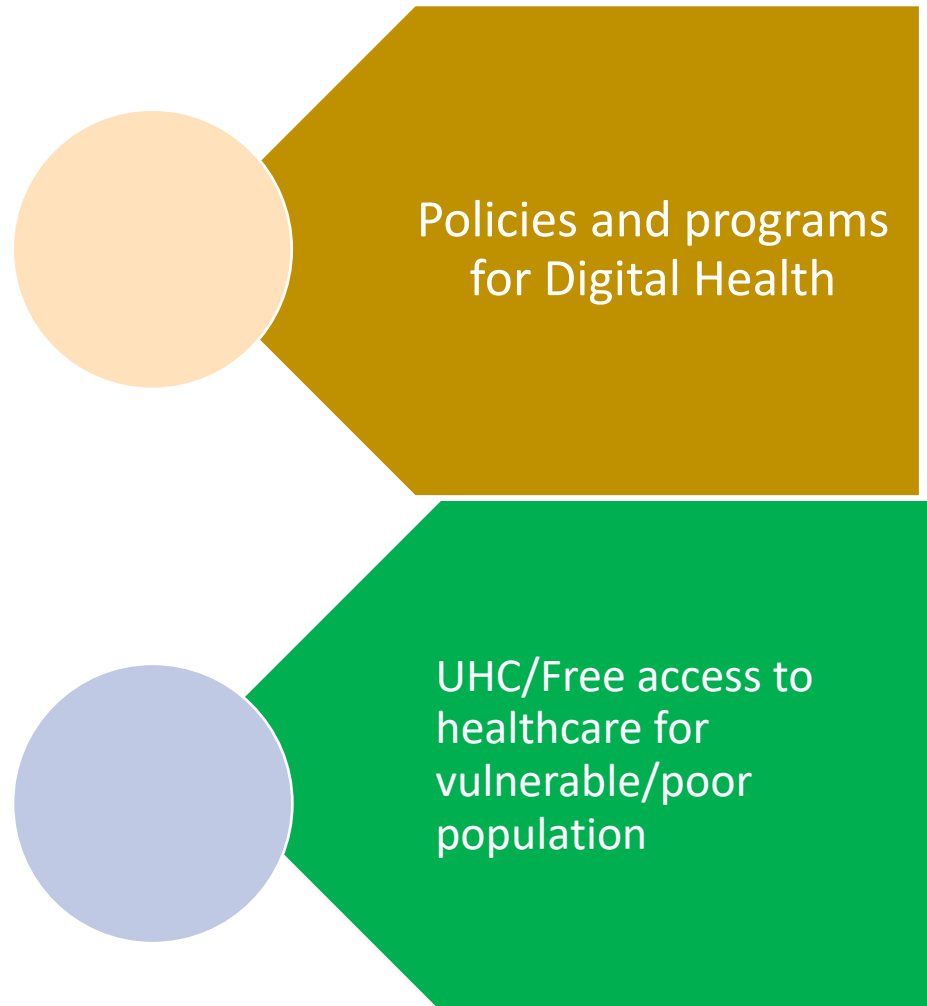 Policies and programs
for Digital Health
UHC/Free access to
healthcare for
vulnerable/poor
population